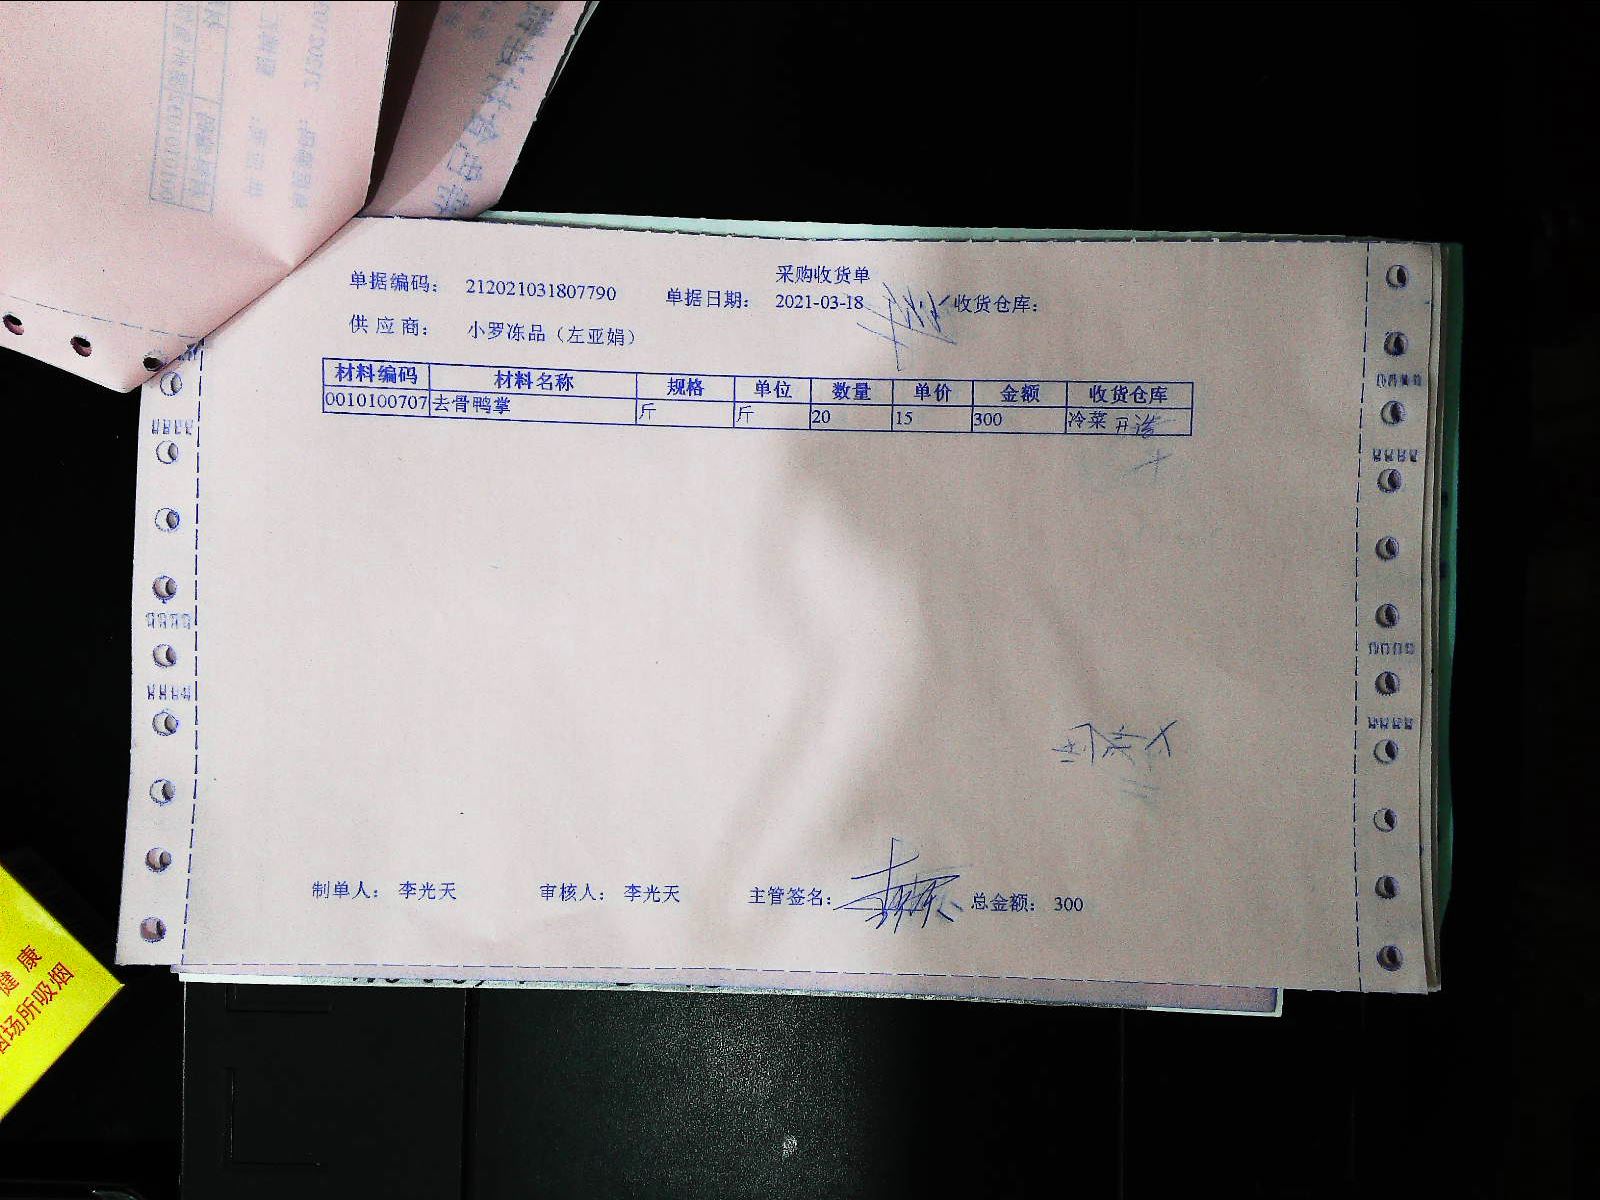 采购收货单
单据编码： 212021031807790 单据日期： 2021-03-18 收货仓库：
供应商： 小罗冻品（左亚娟）
材料编码 材料名称 规格 单位 数量 单价 金额 收货仓库
0010100707 去骨鸭掌 斤 斤 20 15 300 冷菜
制单人： 李光天 审核人： 李光天 主管签名： 总金额： 300
健康
场所吸烟